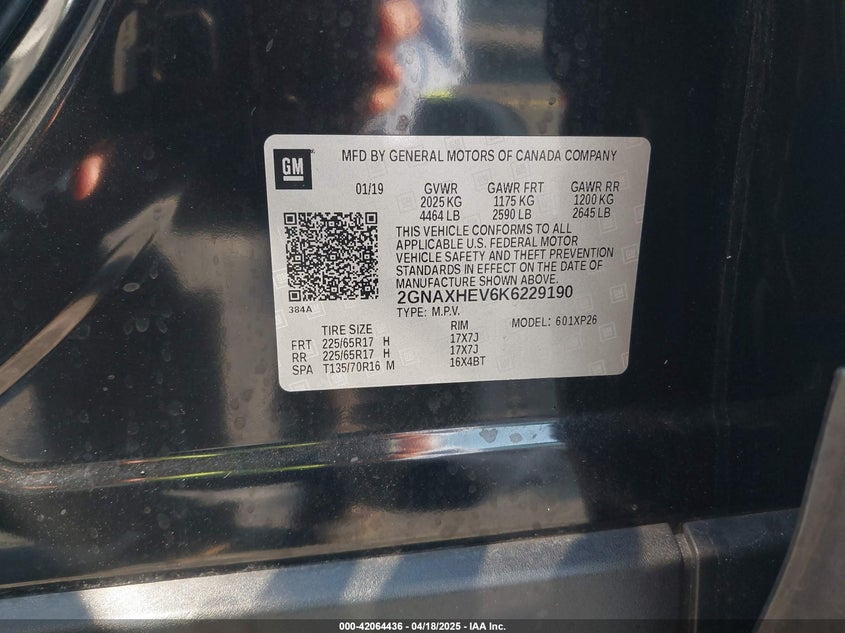 GM
MFD BY GENERAL MOTORS OF CANADA COMPANY
01/19 GVWR GAWR FRT GAWR RR
2025 KG 1175 KG 1200 KG
4464 LB 2590 LB 2645 LB
THIS VEHICLE CONFORMS TO ALL
APPLICABLE U.S. FEDERAL MOTOR
VEHICLE SAFETY AND THEFT PREVENTION
STANDARDS IN EFFECT ON THE DATE OF
MANUFACTURE SHOWN ABOVE.
2GNAXHEV6K6229190
384A
TYPE: M.P.V.
TIRE SIZE RIM MODEL: 601XP26
FRT 225/65R17 H 17X7J
RR 225/65R17 H 17X7J
SPA T135/70R16 M 16X4BT
000-42064436 - 04/18/2025 - IAA Inc.